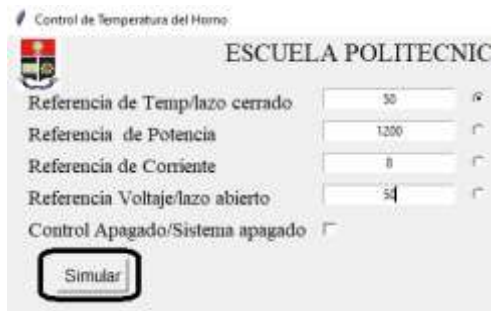 Control de Temperatura del Horno
ESCUELA POLITECNIC
Referencia de Temp/lazo cerrado 50
Referencia de Potencia 1200
Referencia de Corriente 8
Referencia Voltaje/lazo abierto 50
Control Apagado/Sistema apagado
Simular